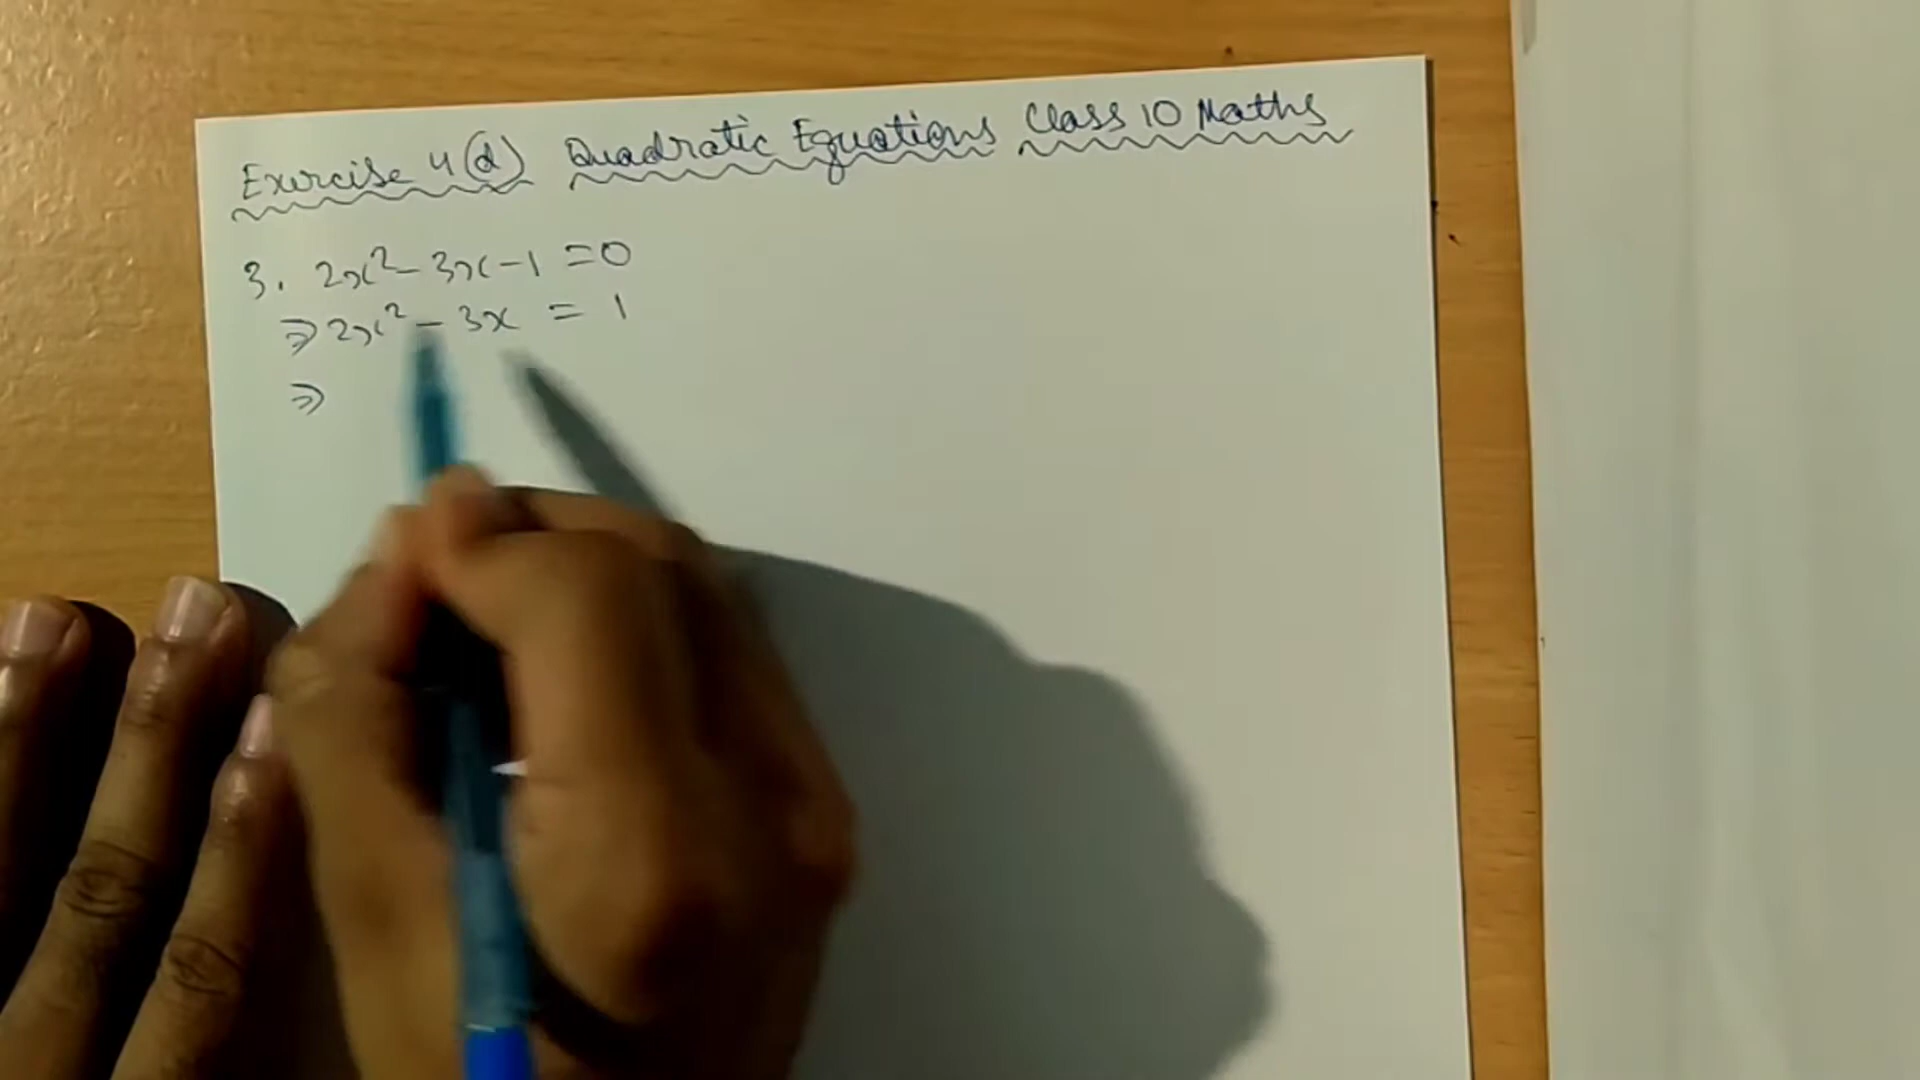 Exercise 4(d) Quadratic Equations Class 10 Maths
3. 2x² - 3x - 1 = 0
⇒ 2x² - 3x = 1
⇒